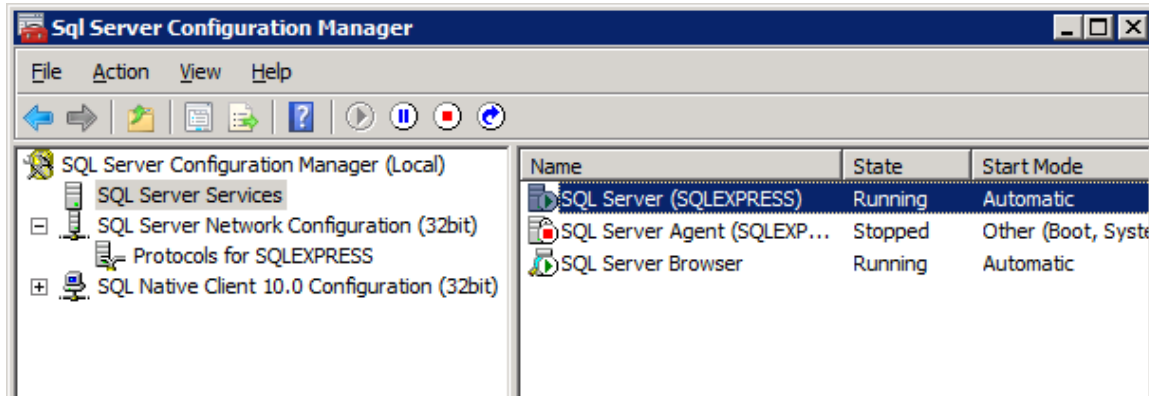 Sql Server Configuration Manager
File Action View Help
SQL Server Configuration Manager (Local)
SQL Server Services
SQL Server Network Configuration (32bit)
Protocols for SQLEXPRESS
SQL Native Client 10.0 Configuration (32bit)
Name State Start Mode
SQL Server (SQLEXPRESS) Running Automatic
SQL Server Agent (SQLEXP... Stopped Other (Boot, Syste
SQL Server Browser Running Automatic